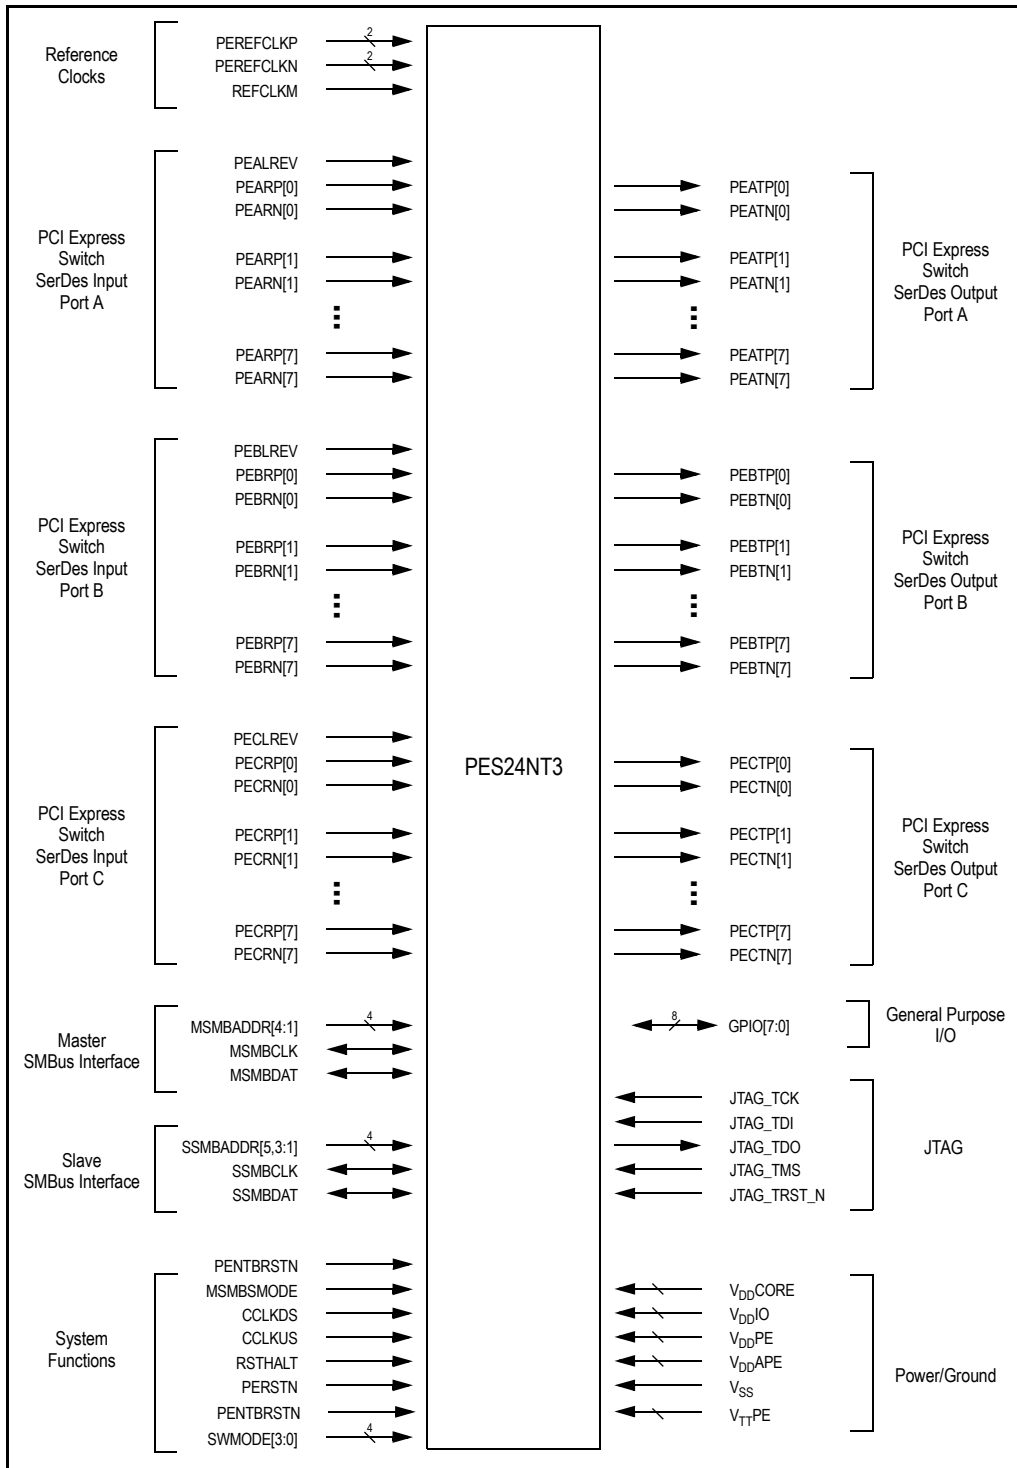 Reference
Clocks
PEREFCLKP
2
PEREFCLKN
2
REFCLKM
PCI Express
Switch
SerDes Input
Port A
PEALREV
PEARP[0]
PEARN[0]
PEARP[1]
PEARN[1]
PEARP[7]
PEARN[7]
PCI Express
Switch
SerDes Input
Port B
PEBLREV
PEBRP[0]
PEBRN[0]
PEBRP[1]
PEBRN[1]
PEBRP[7]
PEBRN[7]
PCI Express
Switch
SerDes Input
Port C
PECLREV
PECRP[0]
PECRN[0]
PECRP[1]
PECRN[1]
PECRP[7]
PECRN[7]
Master
SMBus Interface
MSMBADDR[4:1]
4
MSMBCLK
MSMBDAT
Slave
SMBus Interface
SSMBADDR[5,3:1]
4
SSMBCLK
SSMBDAT
System
Functions
PENTBRSTN
MSMBSMODE
CCLKDS
CCLKUS
RSTHALT
PERSTN
PENTBRSTN
SWMODE[3:0]
4
PES24NT3
PEATP[0]
PEATN[0]
PEATP[1]
PEATN[1]
PEATP[7]
PEATN[7]
PCI Express
Switch
SerDes Output
Port A
PEBTP[0]
PEBTN[0]
PEBTP[1]
PEBTN[1]
PEBTP[7]
PEBTN[7]
PCI Express
Switch
SerDes Output
Port B
PECTP[0]
PECTN[0]
PECTP[1]
PECTN[1]
PECTP[7]
PECTN[7]
PCI Express
Switch
SerDes Output
Port C
8
GPIO[7:0]
General Purpose
I/O
JTAG_TCK
JTAG_TDI
JTAG_TDO
JTAG_TMS
JTAG_TRST_N
JTAG
VDDCORE
VDDIO
VDDPE
VDDAPE
VSS
VTTPE
Power/Ground